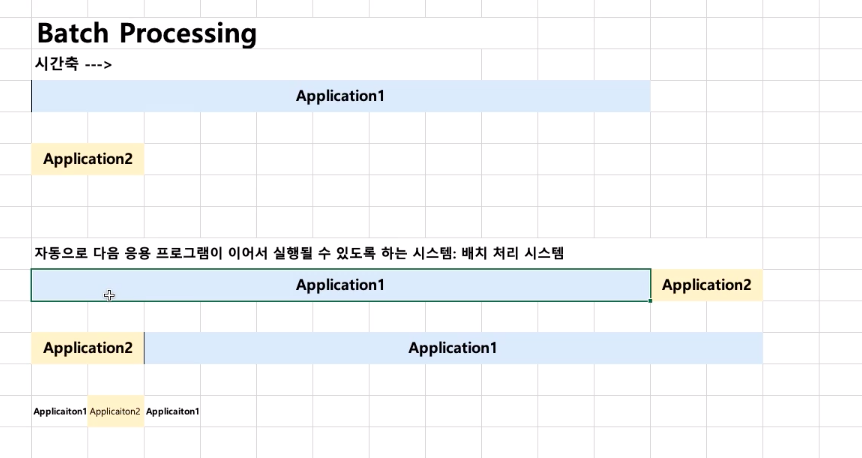 Batch Processing
시간축 --->
Application1
Application2
자동으로 다음 응용 프로그램이 이어서 실행될 수 있도록 하는 시스템: 배치 처리 시스템
Application1 Application2
Application2 Application1
Applicaiton1 Applicaiton2 Applicaiton1